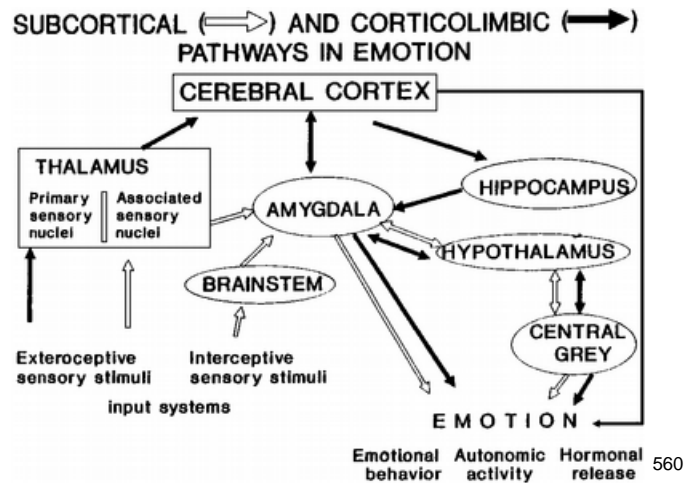 SUBCORTICAL (⇨) AND CORTICOLIMBIC (➡)
PATHWAYS IN EMOTION
CEREBRAL CORTEX
THALAMUS
Primary
sensory
nuclei
Associated
sensory
nuclei
AMYGDALA
HIPPOCAMPUS
HYPOTHALAMUS
BRAINSTEM
CENTRAL
GREY
Exteroceptive
sensory stimuli
Interceptive
sensory stimuli
input systems
EMOTION
Emotional
behavior
Autonomic
activity
Hormonal
release
560